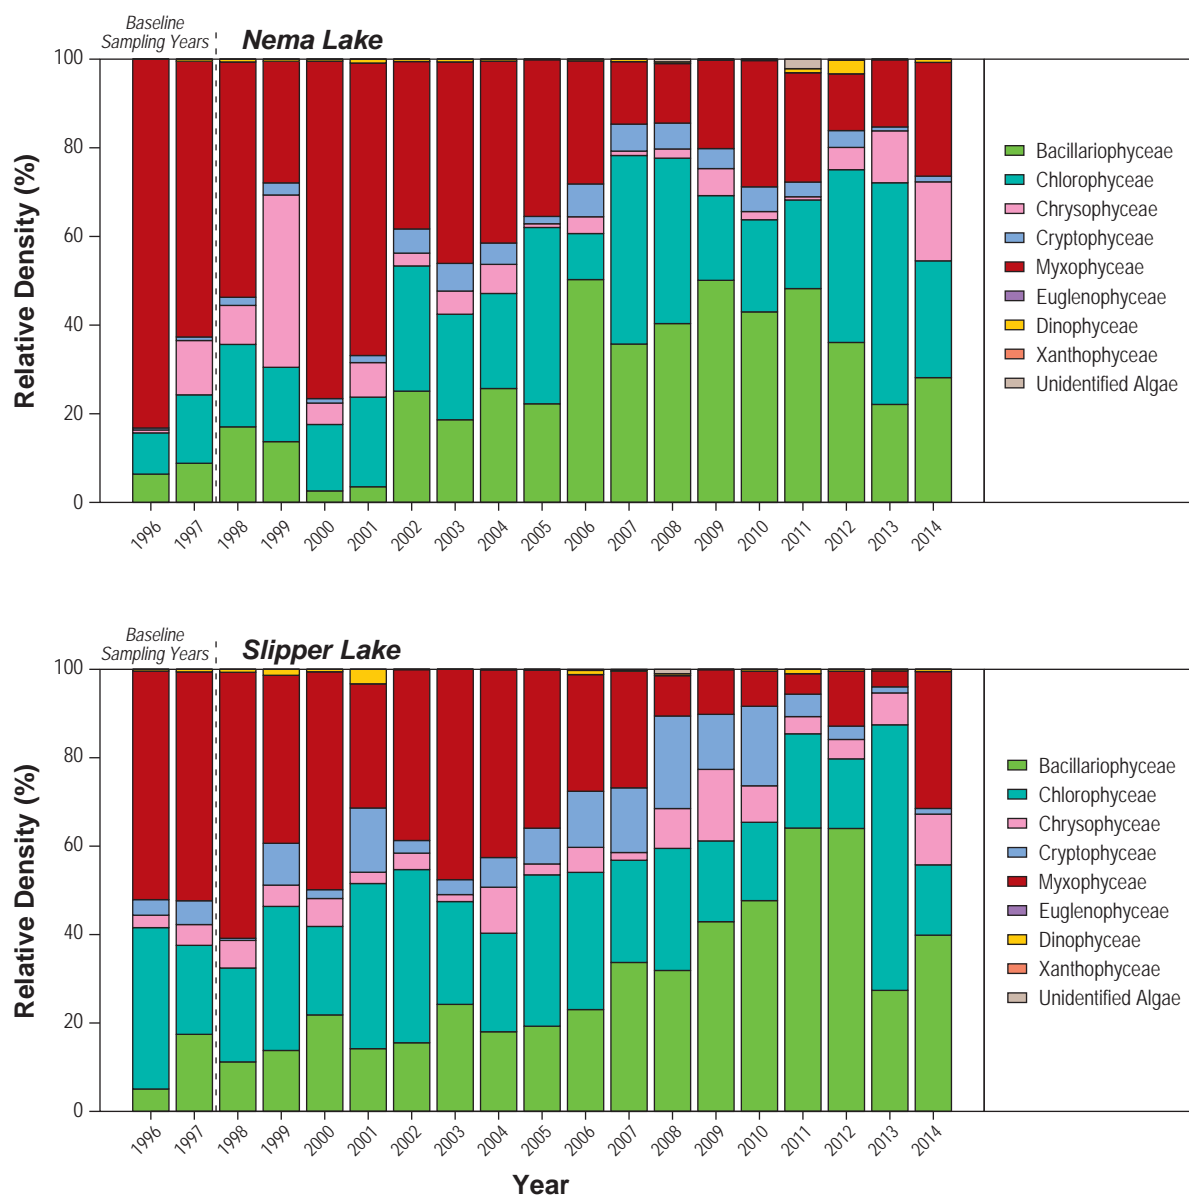 Baseline
Sampling Years
Nema Lake
Relative Density (%)
100
80
60
40
20
0
1996 1997 1998 1999 2000 2001 2002 2003 2004 2005 2006 2007 2008 2009 2010 2011 2012 2013 2014
Bacillariophyceae
Chlorophyceae
Chrysophyceae
Cryptophyceae
Myxophyceae
Euglenophyceae
Dinophyceae
Xanthophyceae
Unidentified Algae
Baseline
Sampling Years
Slipper Lake
Relative Density (%)
100
80
60
40
20
0
1996 1997 1998 1999 2000 2001 2002 2003 2004 2005 2006 2007 2008 2009 2010 2011 2012 2013 2014
Year
Bacillariophyceae
Chlorophyceae
Chrysophyceae
Cryptophyceae
Myxophyceae
Euglenophyceae
Dinophyceae
Xanthophyceae
Unidentified Algae